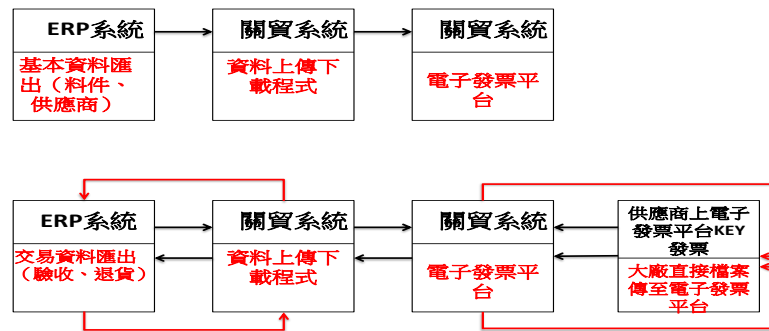 ERP系統
關貿系統
關貿系統
基本資料匯
出（料件、
供應商）
資料上傳下
載程式
電子發票平
台
ERP系統
關貿系統
關貿系統
供應商上電子
發票平台KEY
發票
交易資料匯出
（驗收、退貨）
資料上傳下
載程式
電子發票平
台
大廠直接檔案
傳至電子發票
平台